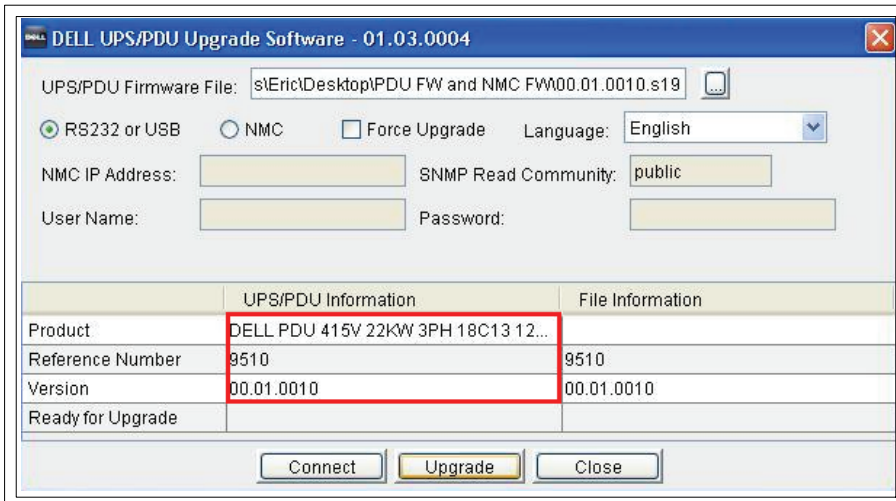 DELL DELL UPS/PDU Upgrade Software - 01.03.0004
UPS/PDU Firmware File: s\Eric\Desktop\PDU FW and NMC FW\00.01.0010.s19 ...
RS232 or USB NMC Force Upgrade Language: English
NMC IP Address: SNMP Read Community: public
User Name: Password:
UPS/PDU Information File Information
Product DELL PDU 415V 22KW 3PH 18C13 12...
Reference Number 9510 9510
Version 00.01.0010 00.01.0010
Ready for Upgrade
Connect Upgrade Close